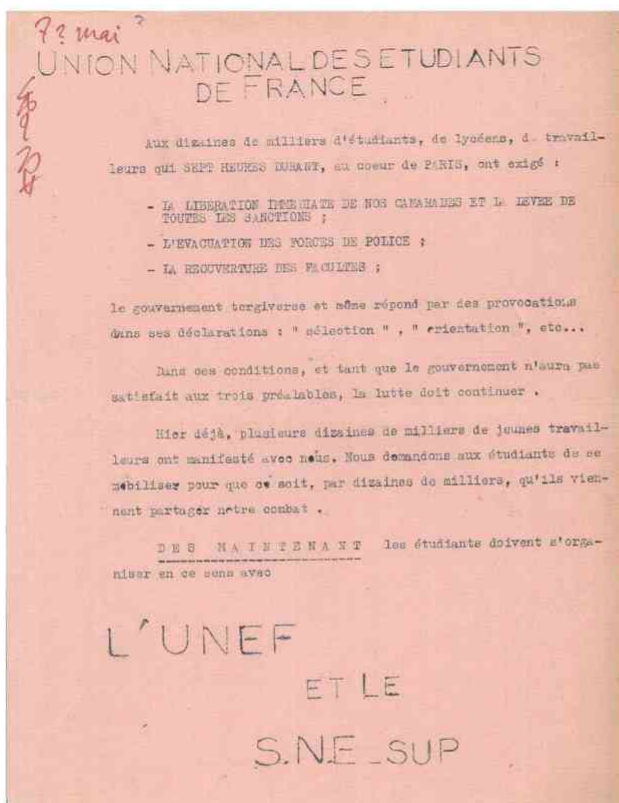 7? mai ?
UNION NATIONAL DES ETUDIANTS
DE FRANCE
Aux dizaines de milliers d'étudiants, de lycéens, de travail-
leurs qui SEPT HEURES DURANT, au coeur de PARIS, ont exigé :
- LA LIBERATION IMMEDIATE DE NOS CAMARADES ET LA LEVEE DE
TOUTES LES SANCTIONS ;
- L'EVACUATION DES FORCES DE POLICE ;
- LA REOUVERTURE DES FACULTES ;
le gouvernement tergiverse et même répond par des provocations
dans ses déclarations : " sélection " , " orientation ", etc...
Dans ces conditions, et tant que le gouvernement n'aura pas
satisfait aux trois préalables, la lutte doit continuer .
Hier déjà, plusieurs dizaines de milliers de jeunes travail-
leurs ont manifesté avec nous. Nous demandons aux étudiants de se
mobiliser pour que ce soit, par dizaines de milliers, qu'ils vien-
nent partager notre combat .
DES MAINTENANT les étudiants doivent s'orga-
niser en ce sens avec
L'UNEF
ET LE
S.N.E_SUP